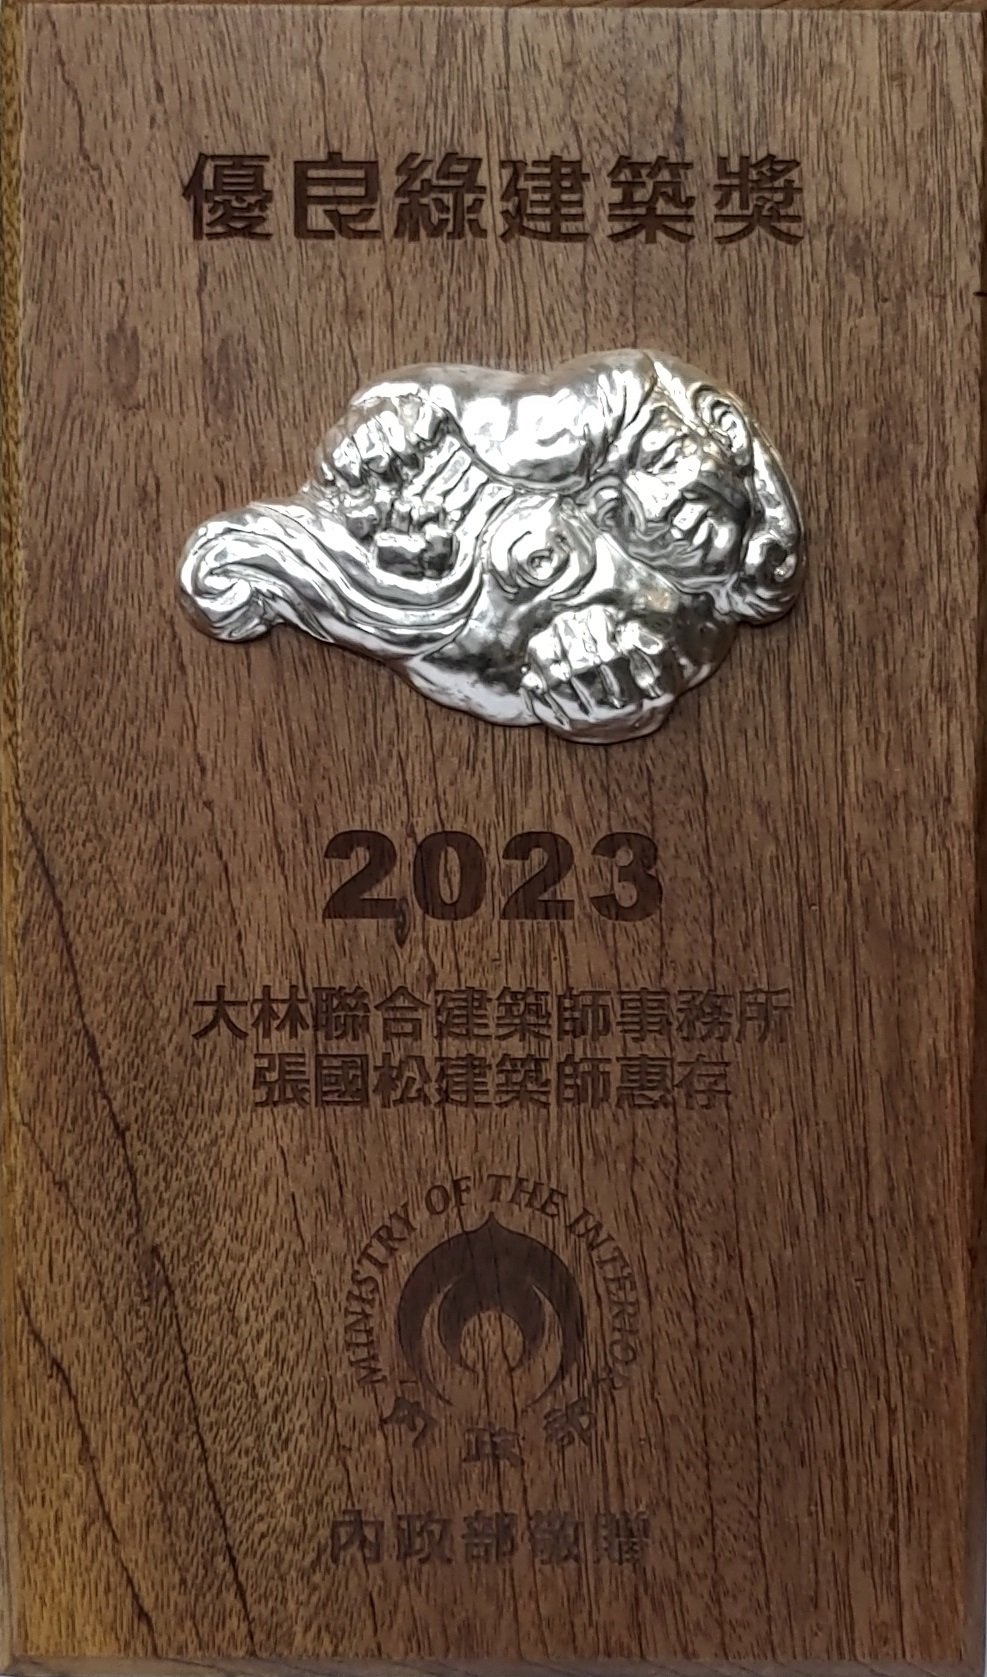 優良綠建築獎
2023
大林聯合建築師事務所
張國松建築師惠存
MINISTRY OF THE INTERIOR
內政部
內政部敬贈